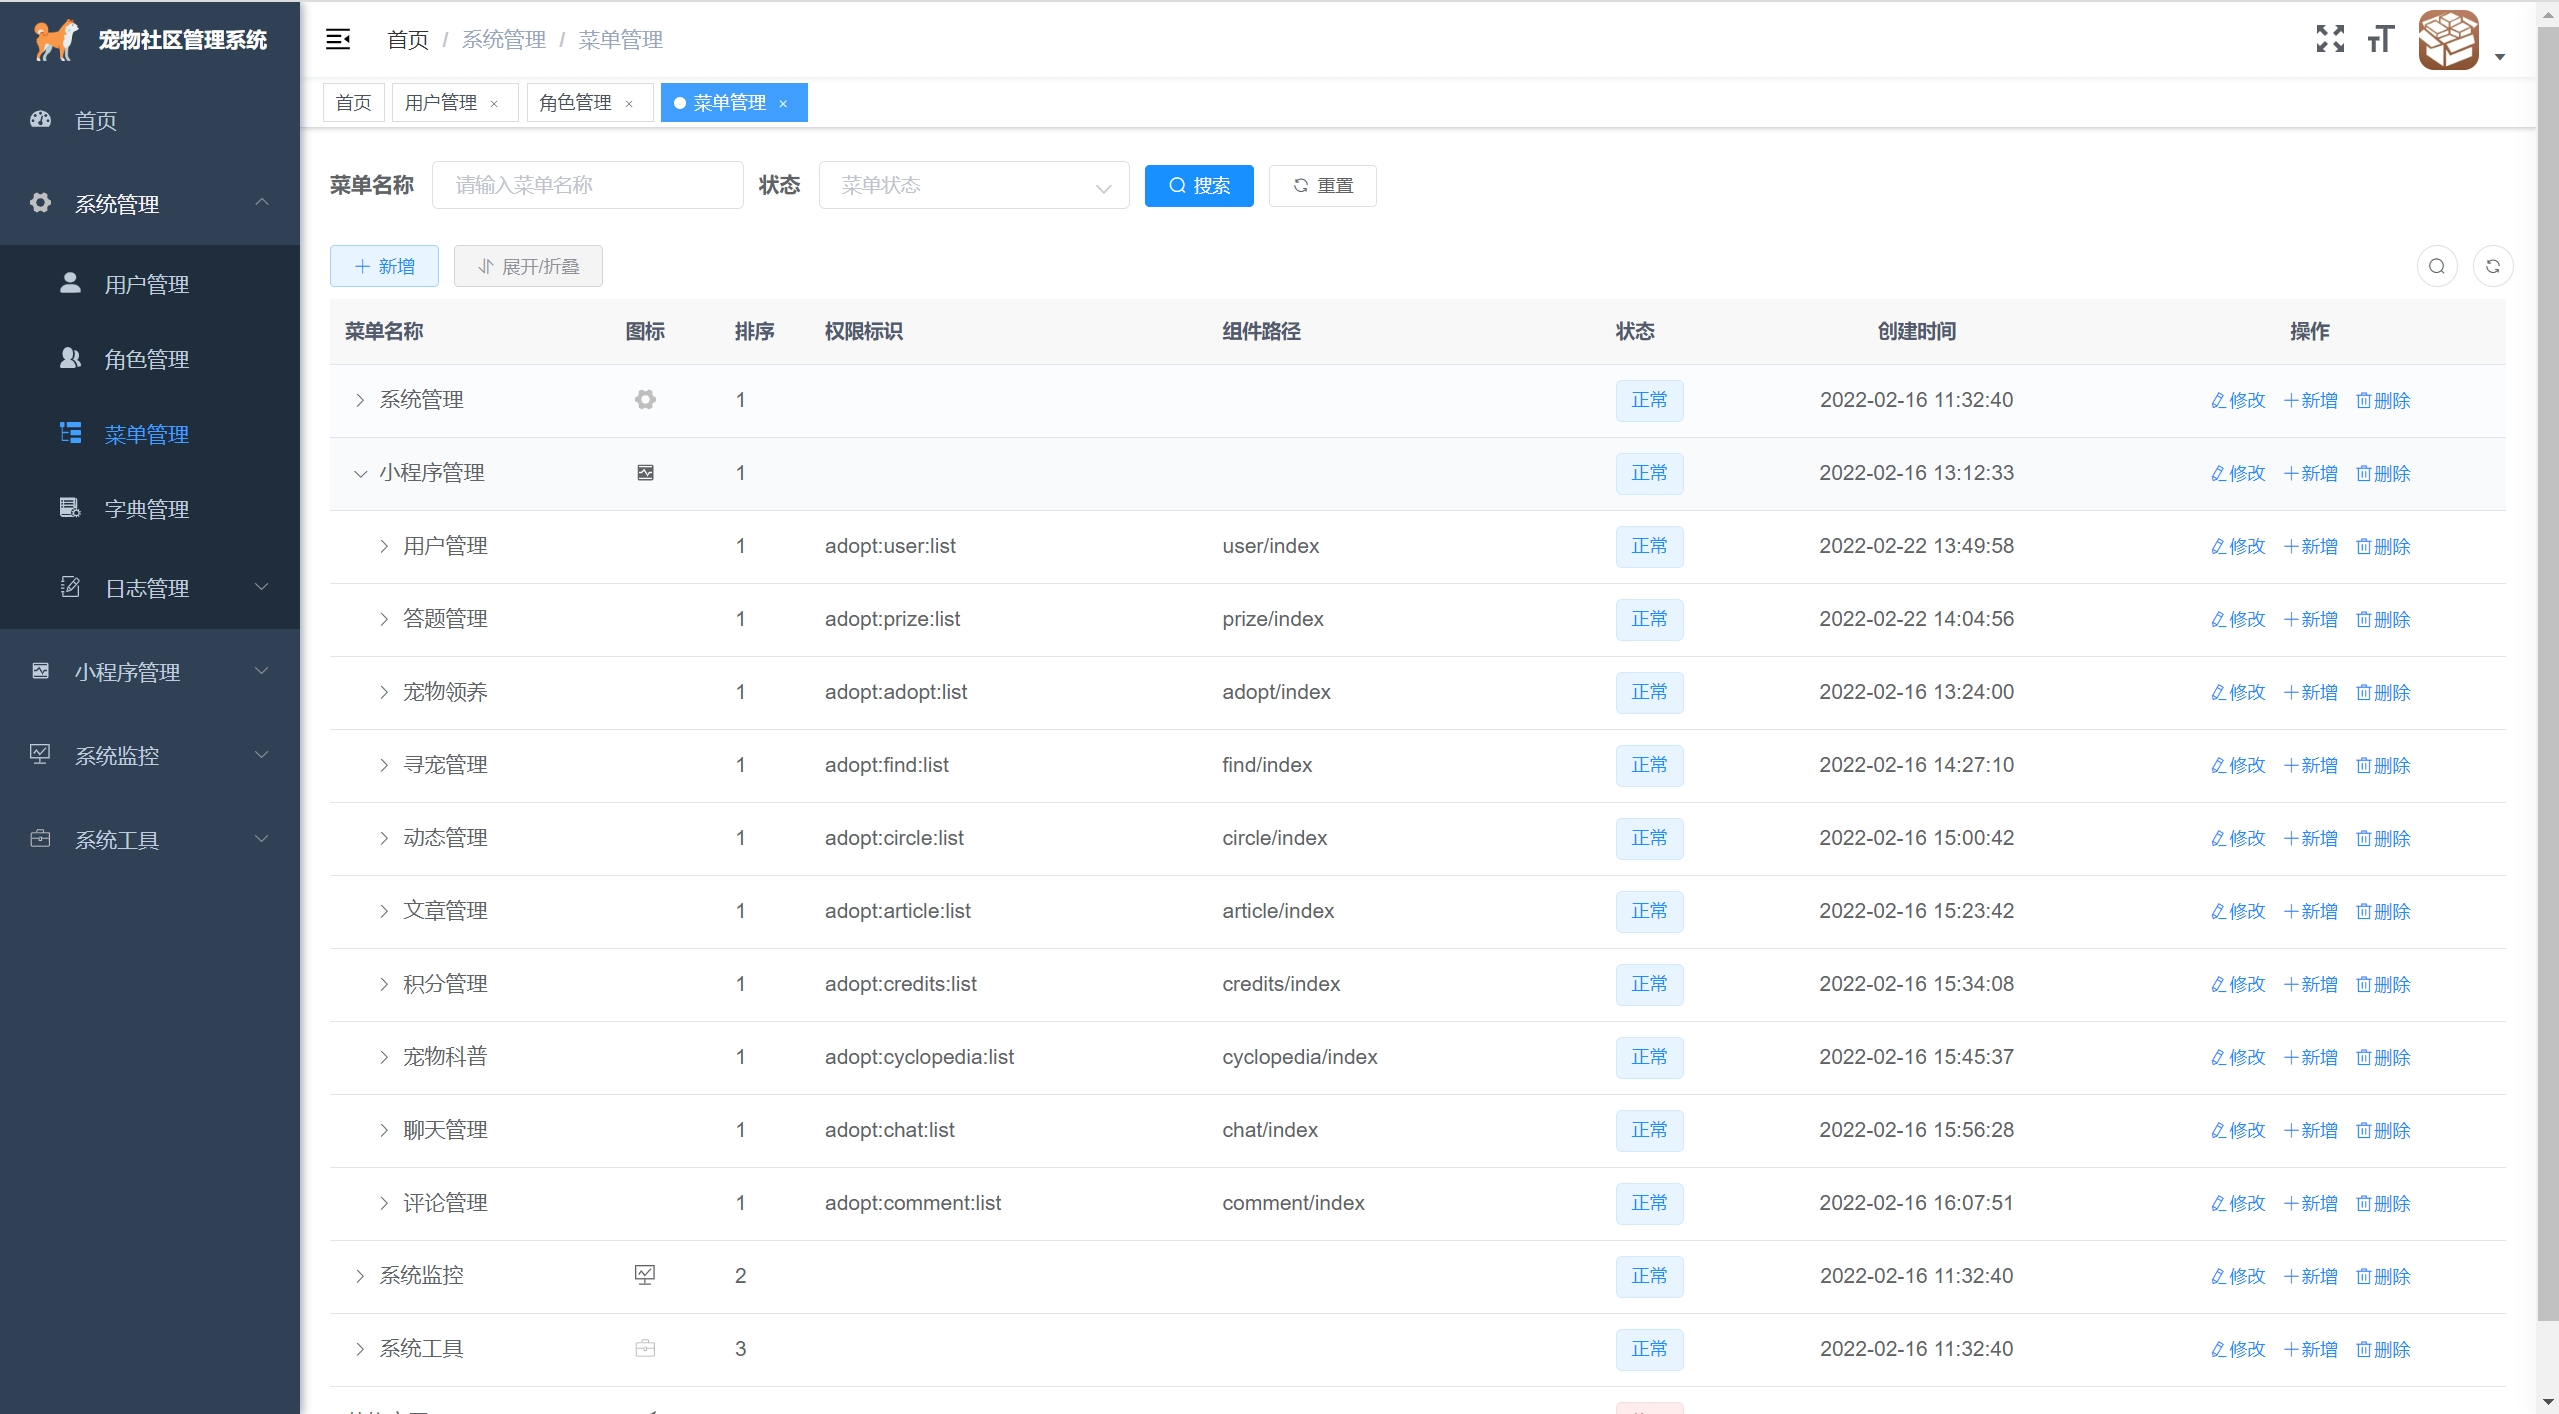 宠物社区管理系统
首页 / 系统管理 / 菜单管理
首页
系统管理
用户管理
角色管理
菜单管理
字典管理
日志管理
小程序管理
系统监控
系统工具
首页 用户管理 × 角色管理 × 菜单管理 ×
菜单名称 请输入菜单名称 状态 菜单状态 搜索 重置
新增 展开/折叠
菜单名称 图标 排序 权限标识 组件路径 状态 创建时间 操作
系统管理 1 正常 2022-02-16 11:32:40 修改 新增 删除
小程序管理 1 正常 2022-02-16 13:12:33 修改 新增 删除
用户管理 1 adopt:user:list user/index 正常 2022-02-22 13:49:58 修改 新增 删除
答题管理 1 adopt:prize:list prize/index 正常 2022-02-22 14:04:56 修改 新增 删除
宠物领养 1 adopt:adopt:list adopt/index 正常 2022-02-16 13:24:00 修改 新增 删除
寻宠管理 1 adopt:find:list find/index 正常 2022-02-16 14:27:10 修改 新增 删除
动态管理 1 adopt:circle:list circle/index 正常 2022-02-16 15:00:42 修改 新增 删除
文章管理 1 adopt:article:list article/index 正常 2022-02-16 15:23:42 修改 新增 删除
积分管理 1 adopt:credits:list credits/index 正常 2022-02-16 15:34:08 修改 新增 删除
宠物科普 1 adopt:cyclopedia:list cyclopedia/index 正常 2022-02-16 15:45:37 修改 新增 删除
聊天管理 1 adopt:chat:list chat/index 正常 2022-02-16 15:56:28 修改 新增 删除
评论管理 1 adopt:comment:list comment/index 正常 2022-02-16 16:07:51 修改 新增 删除
系统监控 2 正常 2022-02-16 11:32:40 修改 新增 删除
系统工具 3 正常 2022-02-16 11:32:40 修改 新增 删除